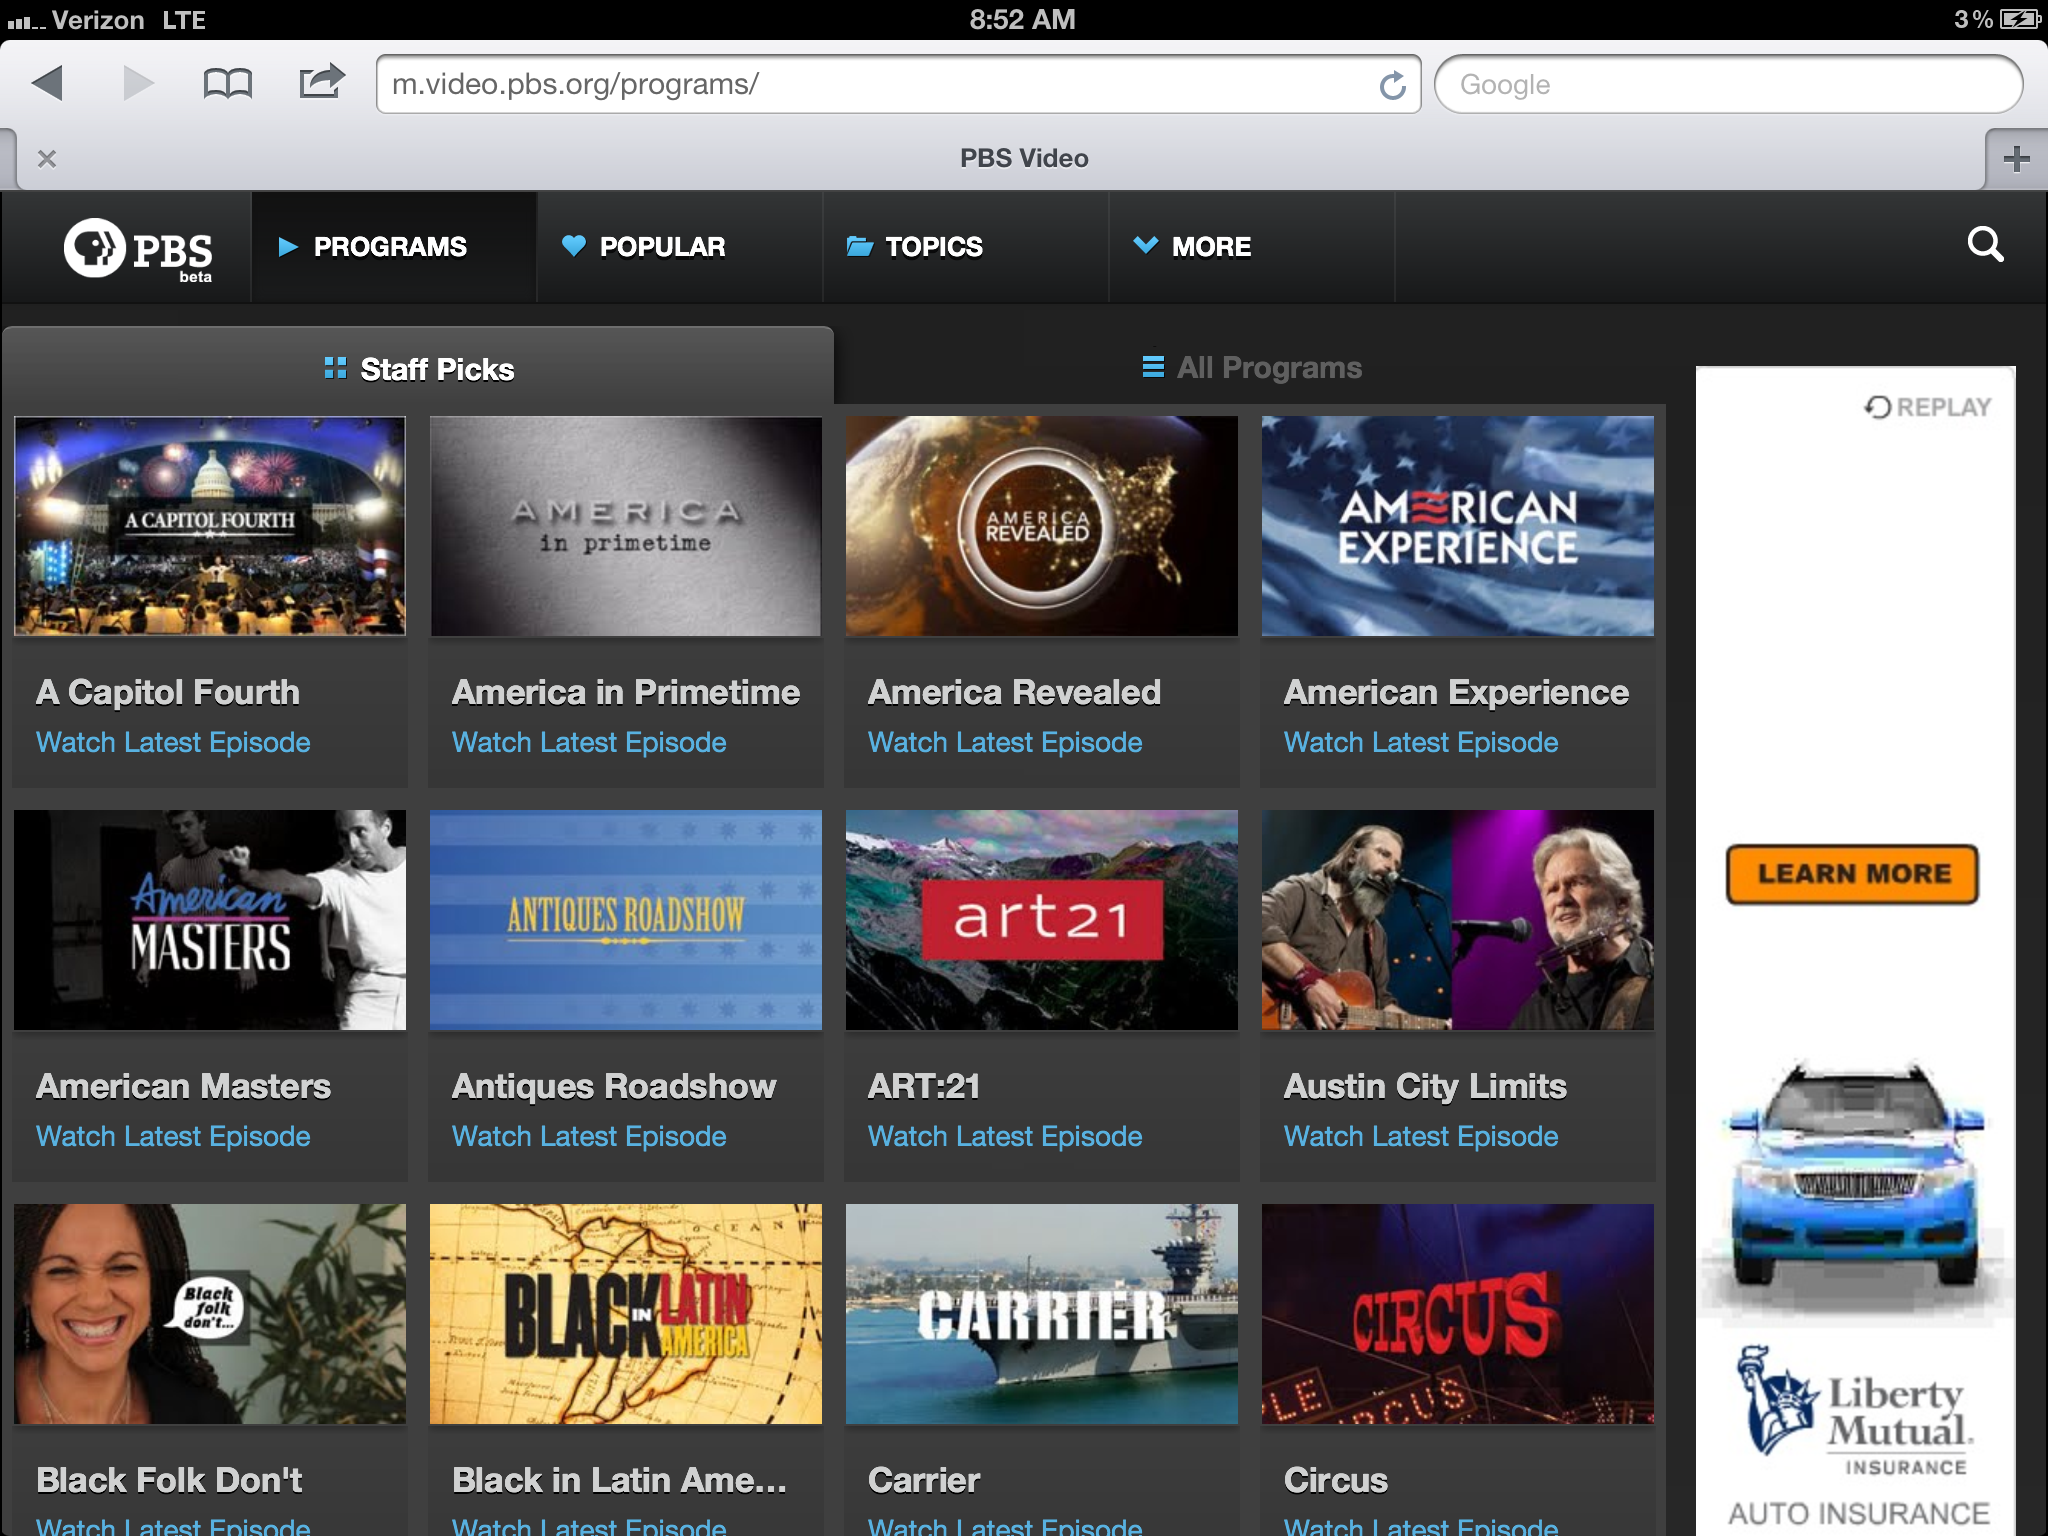 Verizon LTE
8:52 AM
3%
m.video.pbs.org/programs/
Google
PBS Video
PBS
beta
PROGRAMS
POPULAR
TOPICS
MORE
Staff Picks
All Programs
REPLAY
A CAPITOL FOURTH
AMERICA
in primetime
AMERICA
REVEALED
AMERICAN
EXPERIENCE
A Capitol Fourth
America in Primetime
America Revealed
American Experience
Watch Latest Episode
Watch Latest Episode
Watch Latest Episode
Watch Latest Episode
LEARN MORE
American
MASTERS
ANTIQUES ROADSHOW
art21
American Masters
Antiques Roadshow
ART:21
Austin City Limits
Watch Latest Episode
Watch Latest Episode
Watch Latest Episode
Watch Latest Episode
Black
folk
don't...
OCEAN
BLACK IN LATIN
AMERICA
CARRIER
CIRCUS
CIRCUS
Black Folk Don't
Black in Latin Ame...
Carrier
Circus
Watch Latest Episode
Watch Latest Episode
Watch Latest Episode
Watch Latest Episode
Liberty
Mutual.
INSURANCE
AUTO INSURANCE